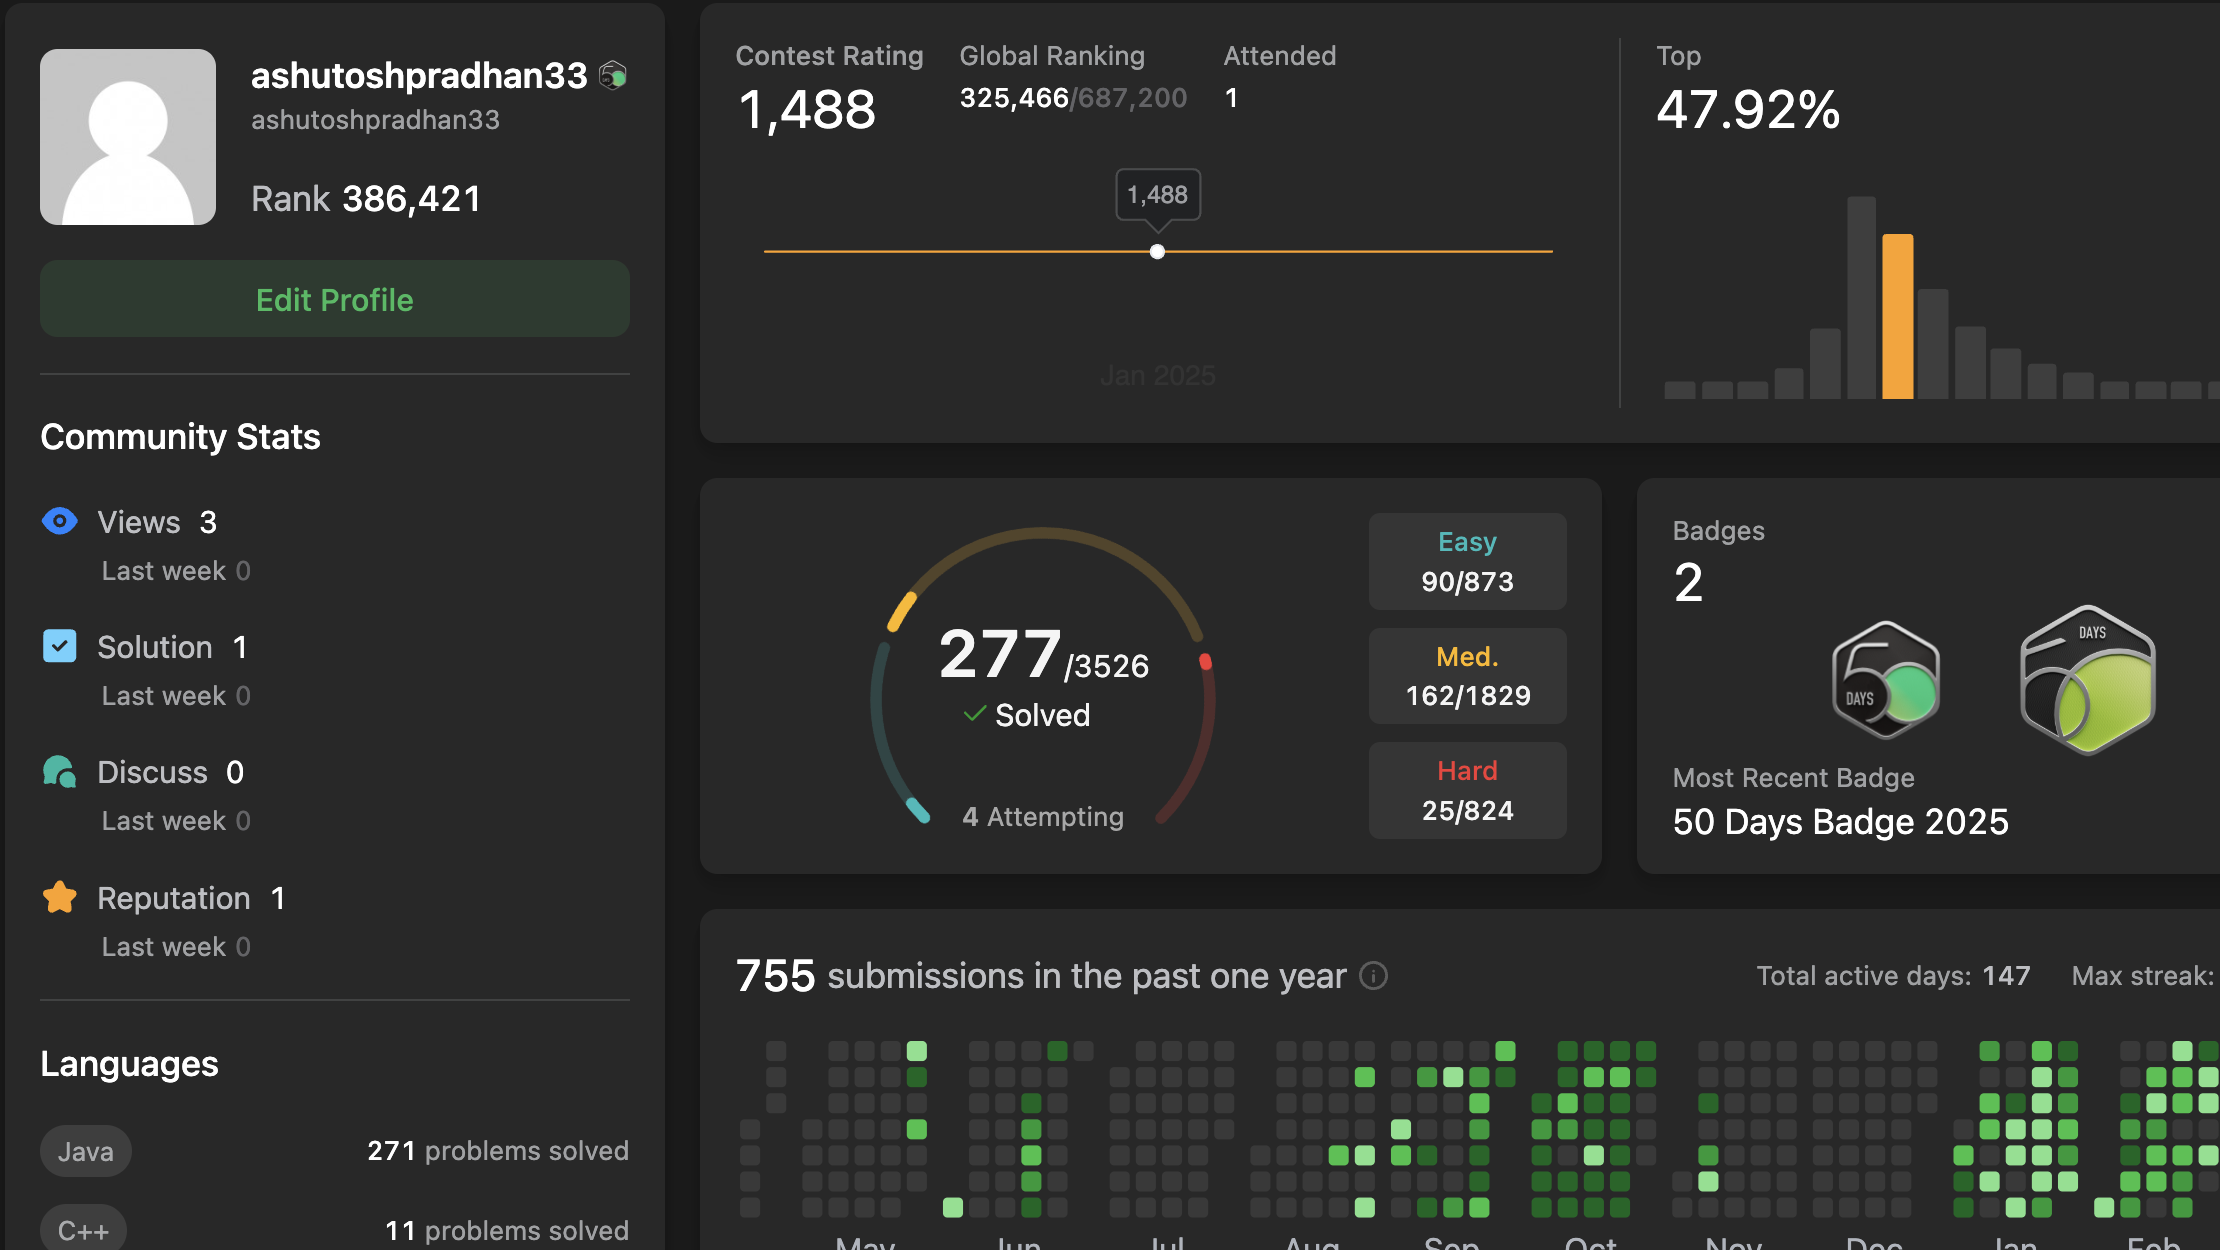 ashutoshpradhan33
ashutoshpradhan33
Rank 386,421
Edit Profile
Community Stats
Views 3
Last week 0
Solution 1
Last week 0
Discuss 0
Last week 0
Reputation 1
Last week 0
Languages
Java 271 problems solved
C++ 11 problems solved
Contest Rating
1,488
Global Ranking
325,466/687,200
Attended
1
1,488
Jan 2025
Top
47.92%
277/3526
Solved
4 Attempting
Easy
90/873
Med.
162/1829
Hard
25/824
Badges
2
50 DAYS
DAYS
Most Recent Badge
50 Days Badge 2025
755 submissions in the past one year
Total active days: 147 Max streak:
May Jun Jul Aug Sep Oct Nov Dec Jan Feb